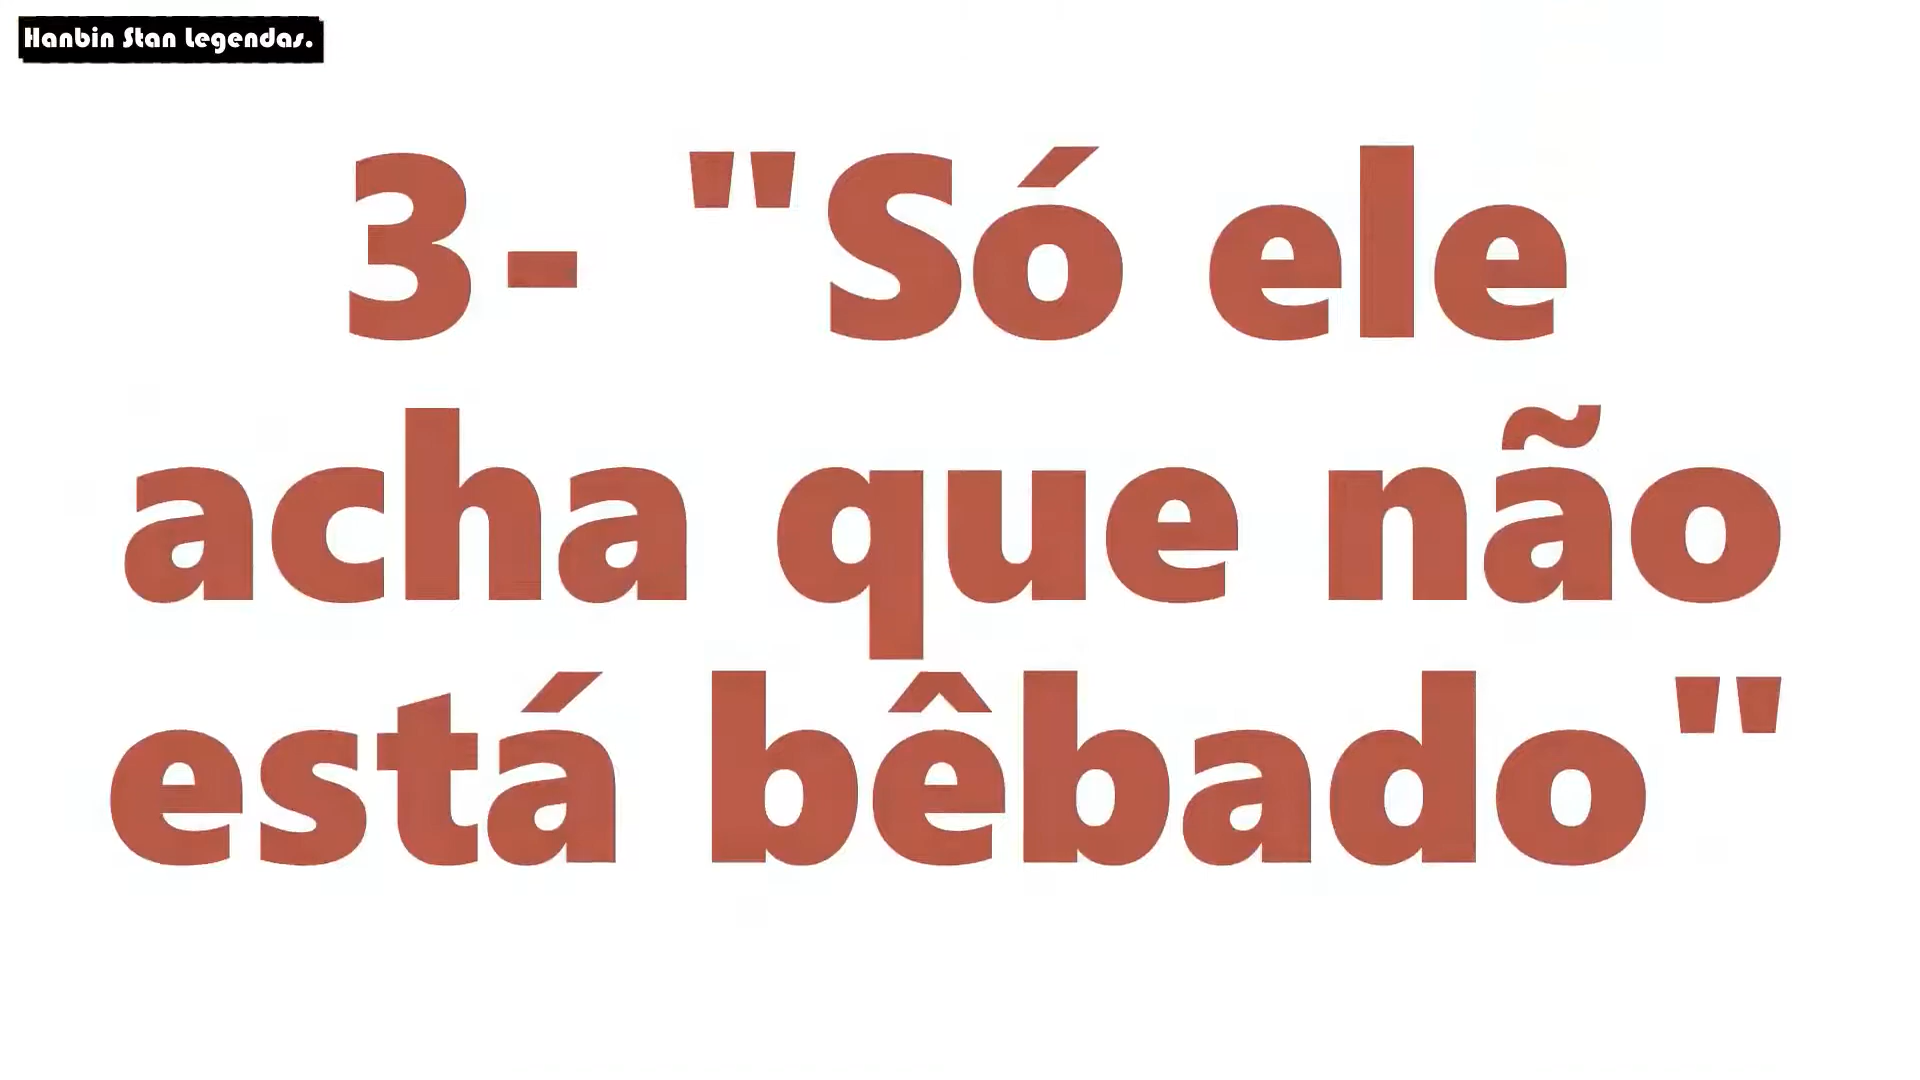 Hanbin Stan Legendas.
3- "Só ele
acha que não
está bêbado"